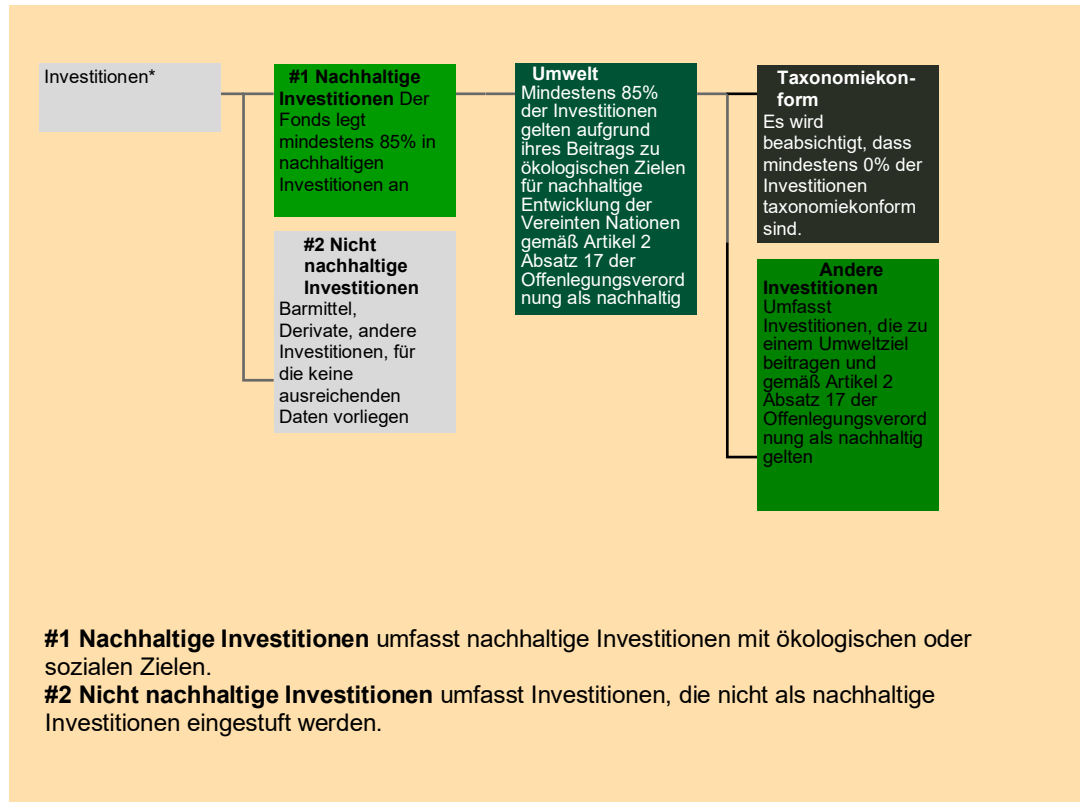 Investitionen*
#1 Nachhaltige
Investitionen Der
Fonds legt
mindestens 85% in
nachhaltigen
Investitionen an
#2 Nicht
nachhaltige
Investitionen
Barmittel,
Derivate, andere
Investitionen, für
die keine
ausreichenden
Daten vorliegen
Umwelt
Mindestens 85%
der Investitionen
gelten aufgrund
ihres Beitrags zu
ökologischen Zielen
für nachhaltige
Entwicklung der
Vereinten Nationen
gemäß Artikel 2
Absatz 17 der
Offenlegungsverord
nung als nachhaltig
Taxonomiekon-
form
Es wird
beabsichtigt, dass
mindestens 0% der
Investitionen
taxonomiekonform
sind.
Andere
Investitionen
Umfasst
Investitionen, die zu
einem Umweltziel
beitragen und
gemäß Artikel 2
Absatz 17 der
Offenlegungsverord
nung als nachhaltig
gelten
#1 Nachhaltige Investitionen umfasst nachhaltige Investitionen mit ökologischen oder
sozialen Zielen.
#2 Nicht nachhaltige Investitionen umfasst Investitionen, die nicht als nachhaltige
Investitionen eingestuft werden.